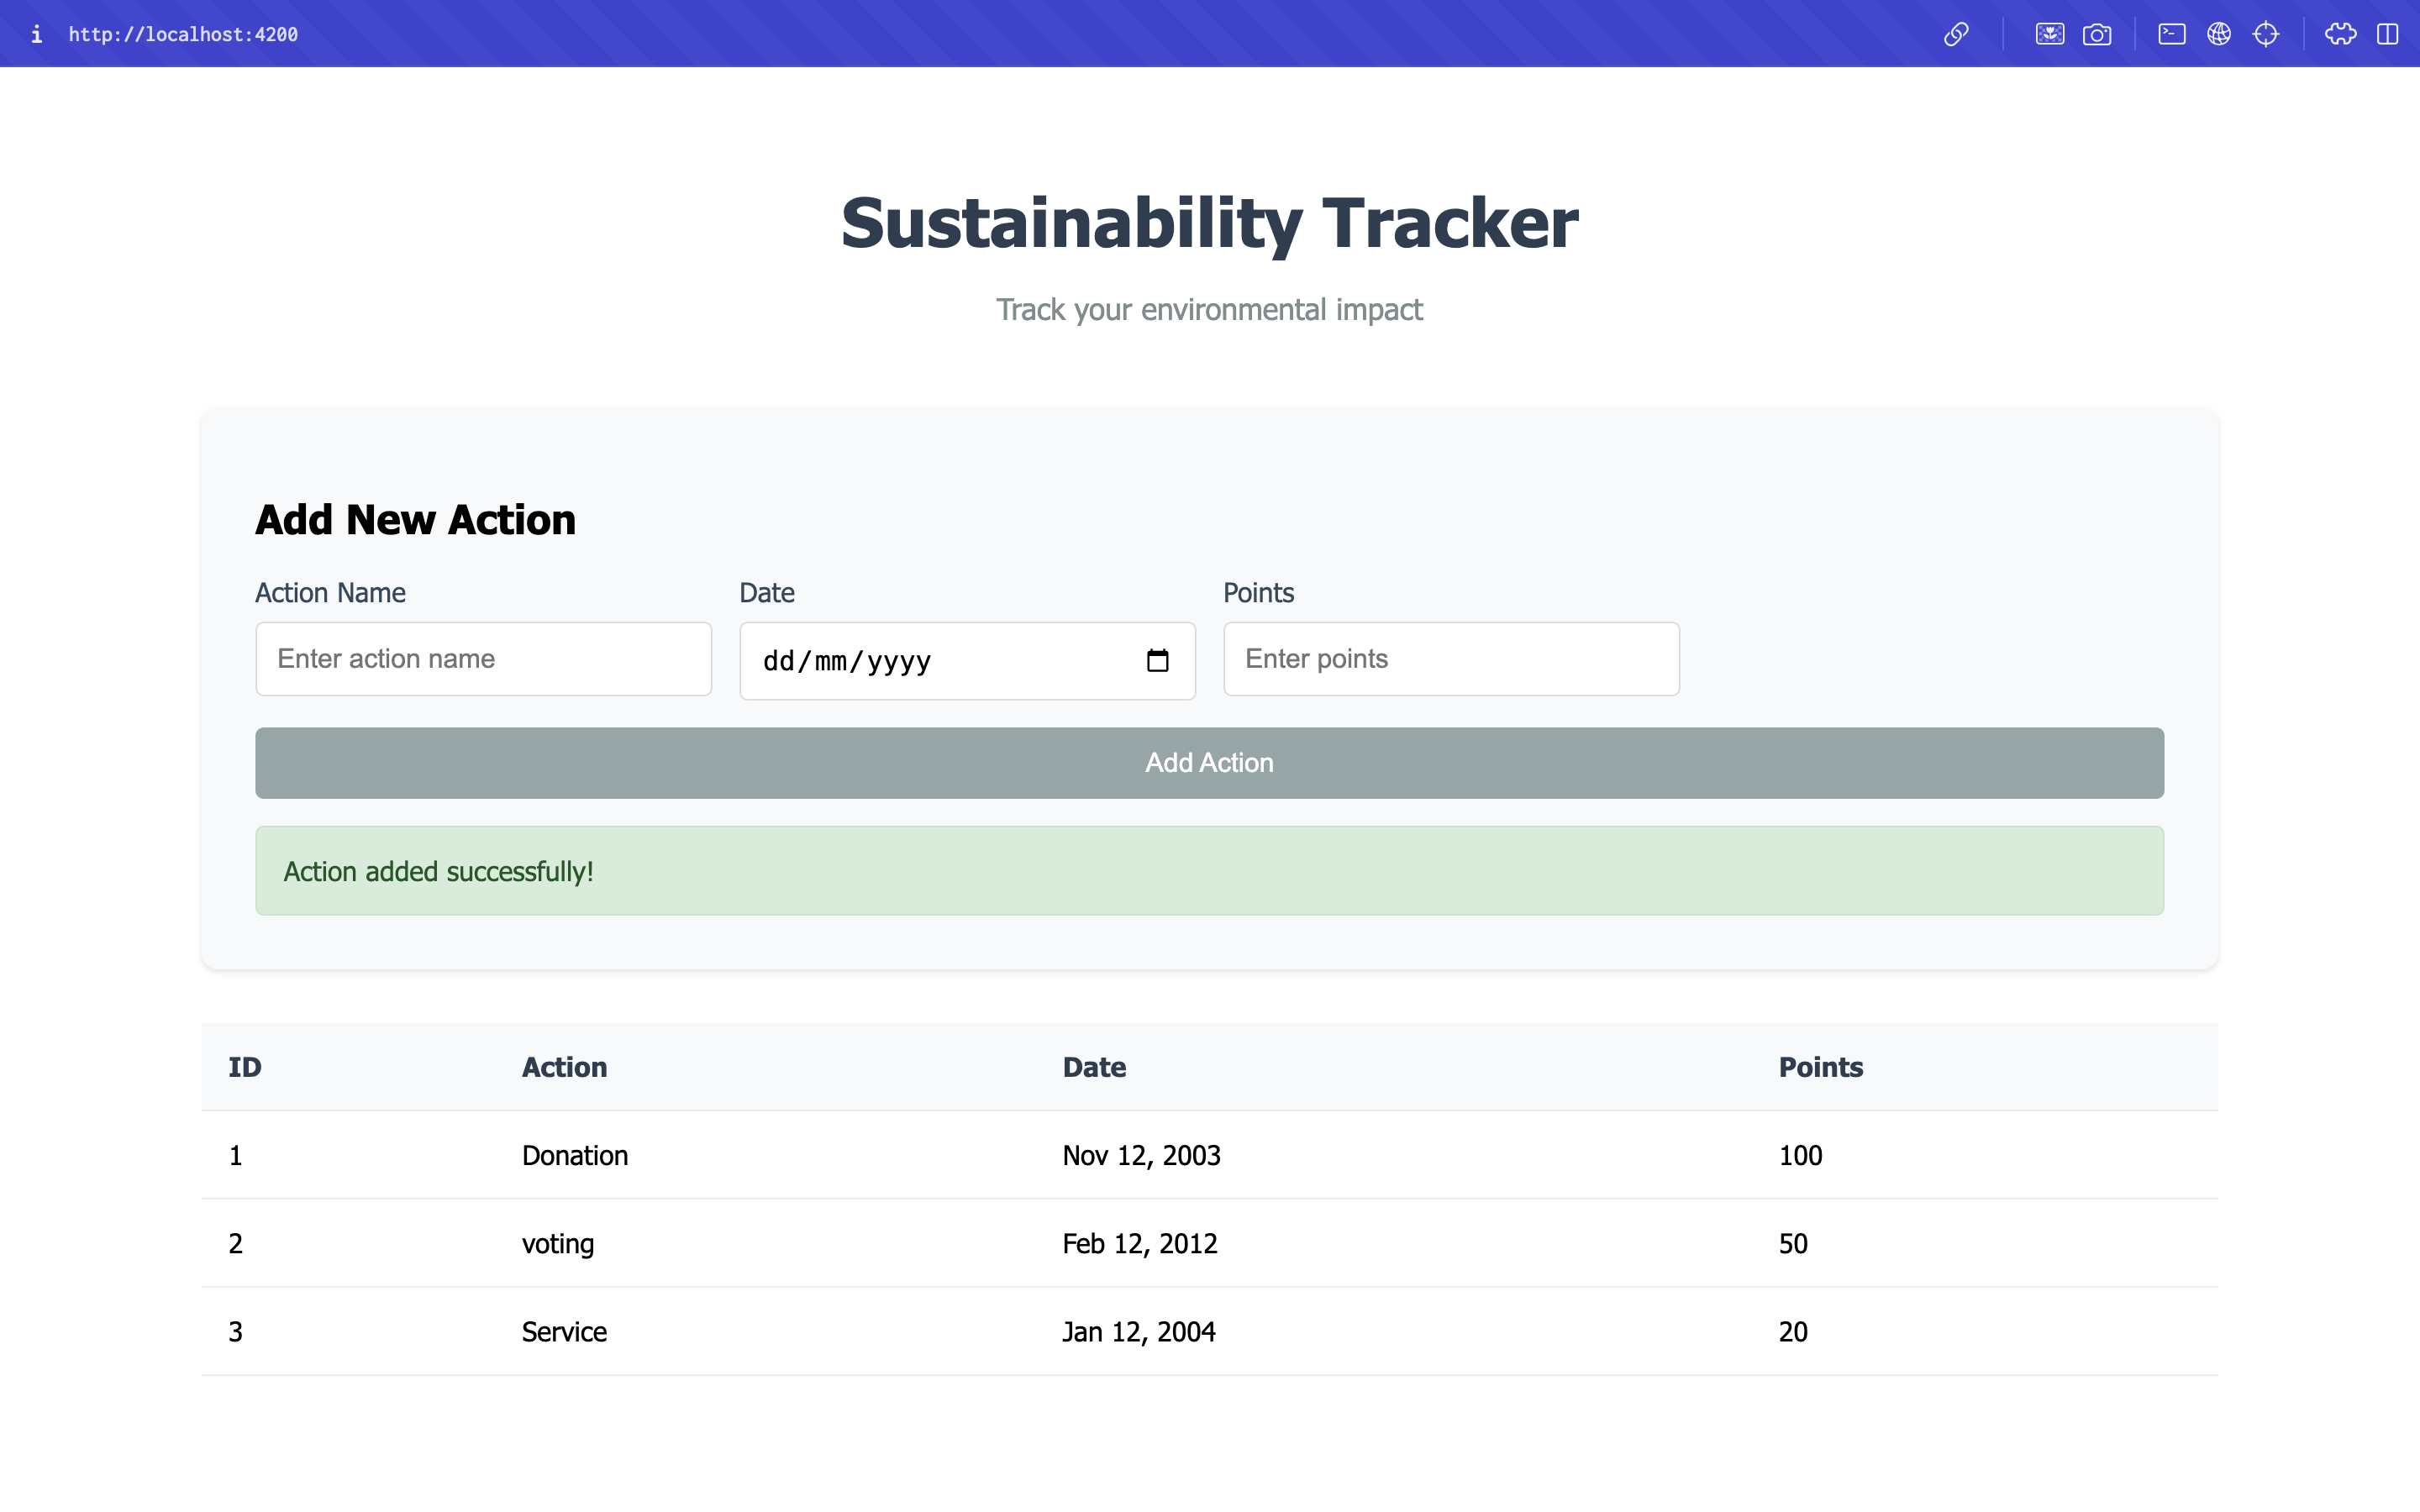 i http://localhost:4200
Sustainability Tracker
Track your environmental impact
Add New Action
Action Name Date Points
Enter action name dd/mm/yyyy Enter points
Add Action
Action added successfully!
ID Action Date Points
1 Donation Nov 12, 2003 100
2 voting Feb 12, 2012 50
3 Service Jan 12, 2004 20